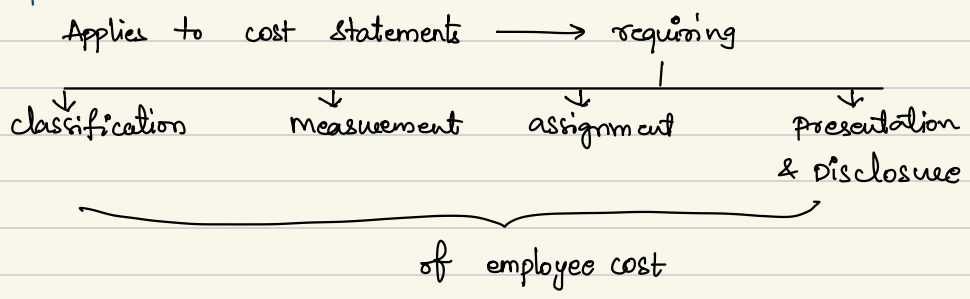 Applies to cost statements → requiring
classification measurement assignment presentation
& Disclosure
of employee cost